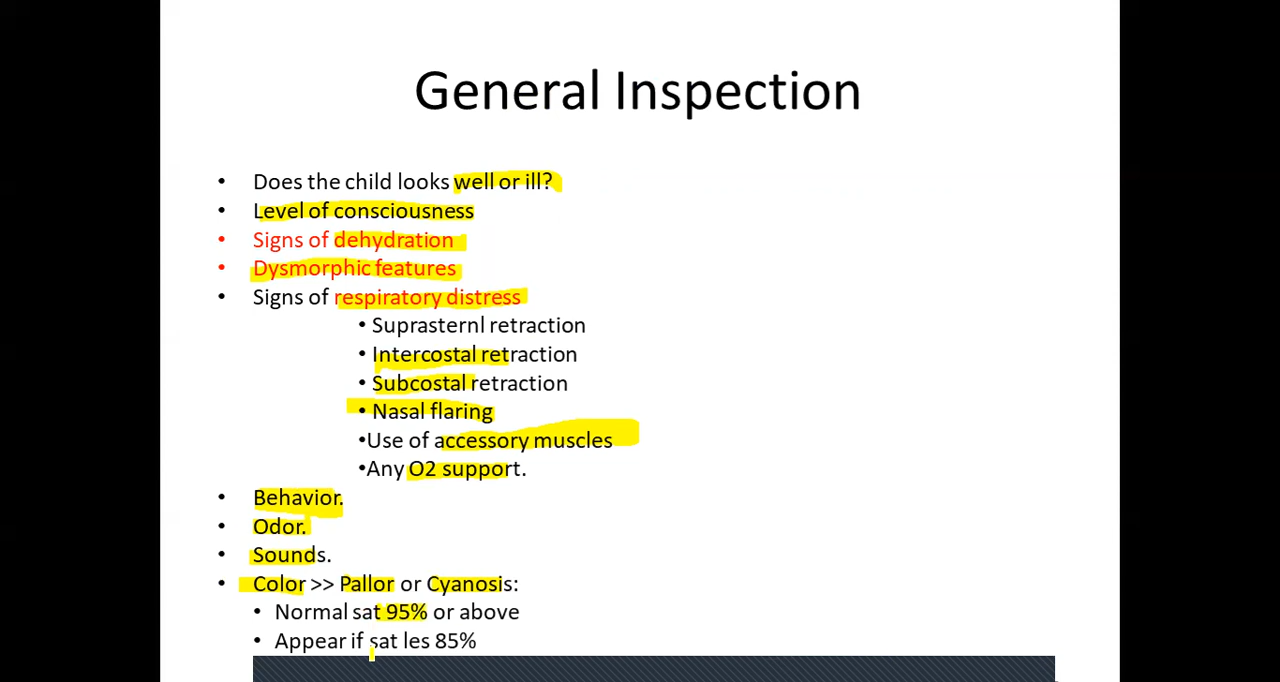 General Inspection
• Does the child looks well or ill?
• Level of consciousness
• Signs of dehydration
• Dysmorphic features
• Signs of respiratory distress
• Suprasternl retraction
• Intercostal retraction
• Subcostal retraction
• Nasal flaring
•Use of accessory muscles
•Any O2 support.
• Behavior.
• Odor.
• Sounds.
• Color >> Pallor or Cyanosis:
• Normal sat 95% or above
• Appear if sat les 85%